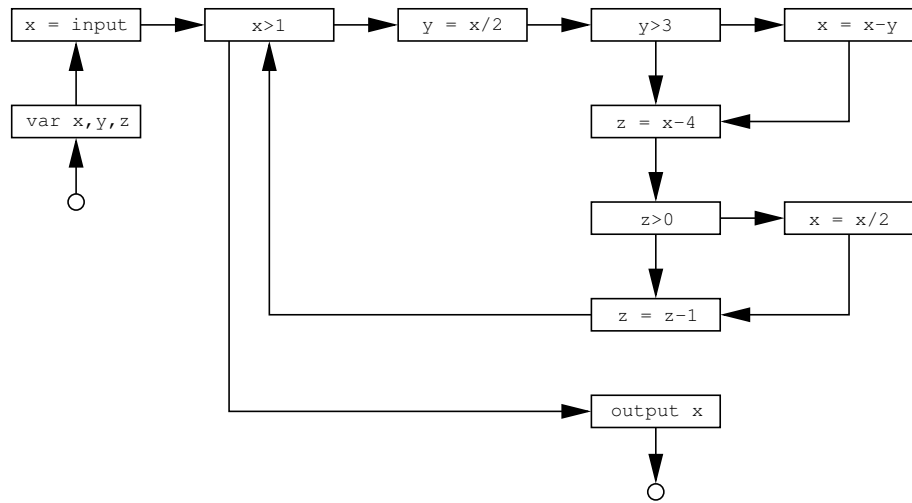 x = input
x>1
y = x/2
y>3
x = x-y
var x,y,z
z = x-4
z>0
x = x/2
z = z-1
output x